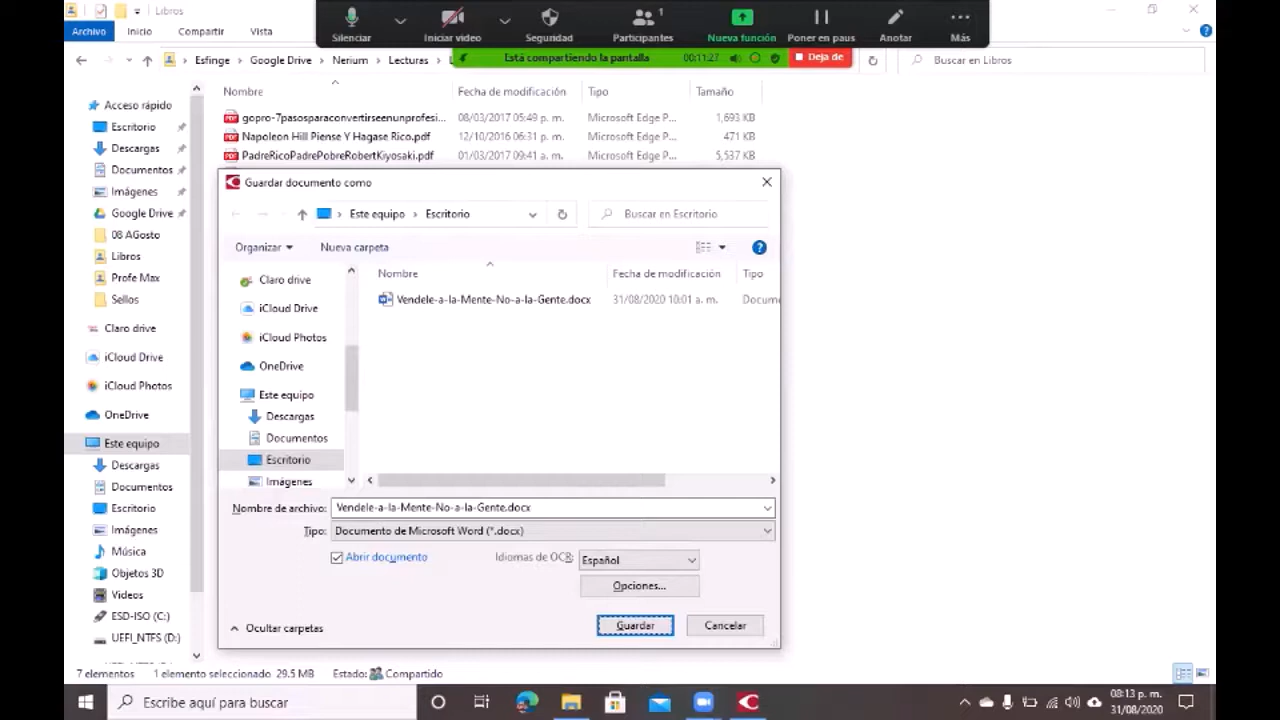 Libros
Archivo Inicio Compartir Vista
Silenciar Iniciar video Seguridad Participantes 1 Nueva función Poner en paus Anotar Más
Está compartiendo la pantalla 00:11:27 Deja de
Esfinge Google Drive Nerium Lecturas
Buscar en Libros
Nombre Fecha de modificación Tipo Tamaño
gopro-7pasosparaconvertirseenunprofesi... 08/03/2017 05:49 p. m. Microsoft Edge P... 1,693 KB
Napoleon Hill Piense Y Hagase Rico.pdf 12/10/2016 06:31 p. m. Microsoft Edge P... 471 KB
PadreRicoPadrePobreRobertKiyosaki.pdf 01/03/2017 09:41 a. m. Microsoft Edge P... 5,537 KB
Acceso rápido
Escritorio
Descargas
Documentos
Imágenes
Google Drive
08 AGosto
Libros
Profe Max
Sellos
Claro drive
iCloud Drive
iCloud Photos
OneDrive
Este equipo
Descargas
Documentos
Escritorio
Imágenes
Música
Objetos 3D
Videos
ESD-ISO (C:)
UEFI_NTFS (D:)
Guardar documento como
Este equipo Escritorio
Buscar en Escritorio
Organizar Nueva carpeta
Claro drive
iCloud Drive
iCloud Photos
OneDrive
Este equipo
Descargas
Documentos
Escritorio
Imágenes
Nombre Fecha de modificación Tipo
Vendele-a-la-Mente-No-a-la-Gente.docx 31/08/2020 10:01 a. m. Docume
Nombre de archivo: Vendele-a-la-Mente-No-a-la-Gente.docx
Tipo: Documento de Microsoft Word (*.docx)
Abrir documento Idiomas de OCR: Español
Opciones...
Ocultar carpetas Guardar Cancelar
7 elementos 1 elemento seleccionado 29.5 MB Estado: Compartido
Escribe aquí para buscar
08:13 p. m.
31/08/2020